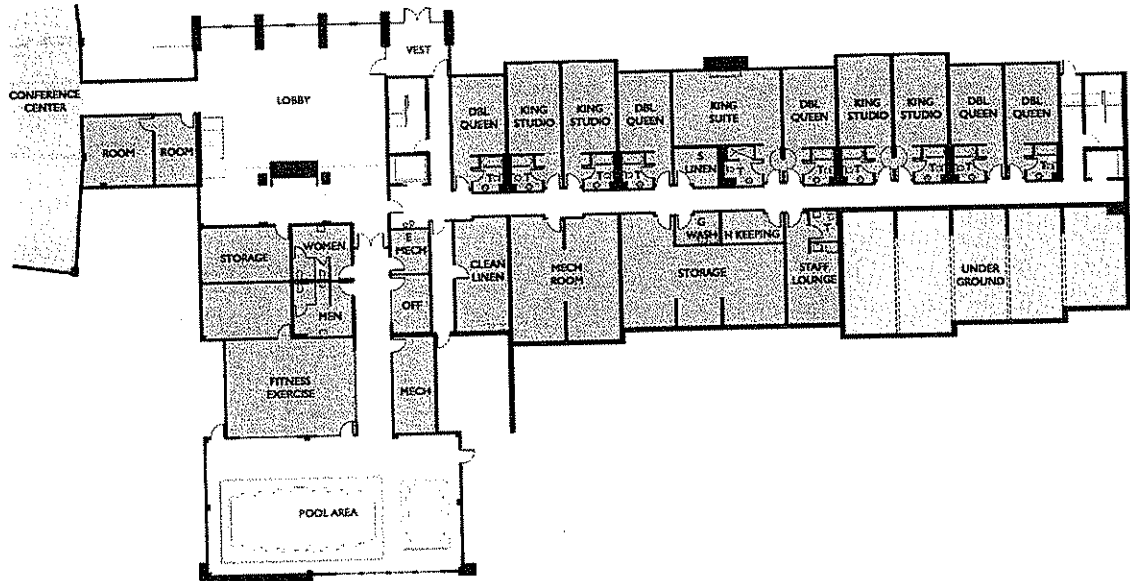 VEST
CONFERENCE
CENTER
LOBBY
DBL
QUEEN
KING
STUDIO
KING
STUDIO
DBL
QUEEN
KING
SUITE
DBL
QUEEN
KING
STUDIO
KING
STUDIO
DBL
QUEEN
DBL
QUEEN
ROOM
ROOM
S
LINEN
T
T
T
T
T
T
T
T
T
WOMEN
STORAGE
E
MECH
CLEAN
LINEN
MECH
ROOM
G
WASH
H KEEPING
STORAGE
STAFF
LOUNGE
T
UNDER
GROUND
OFF
MEN
FITNESS
EXERCISE
MECH
POOL AREA